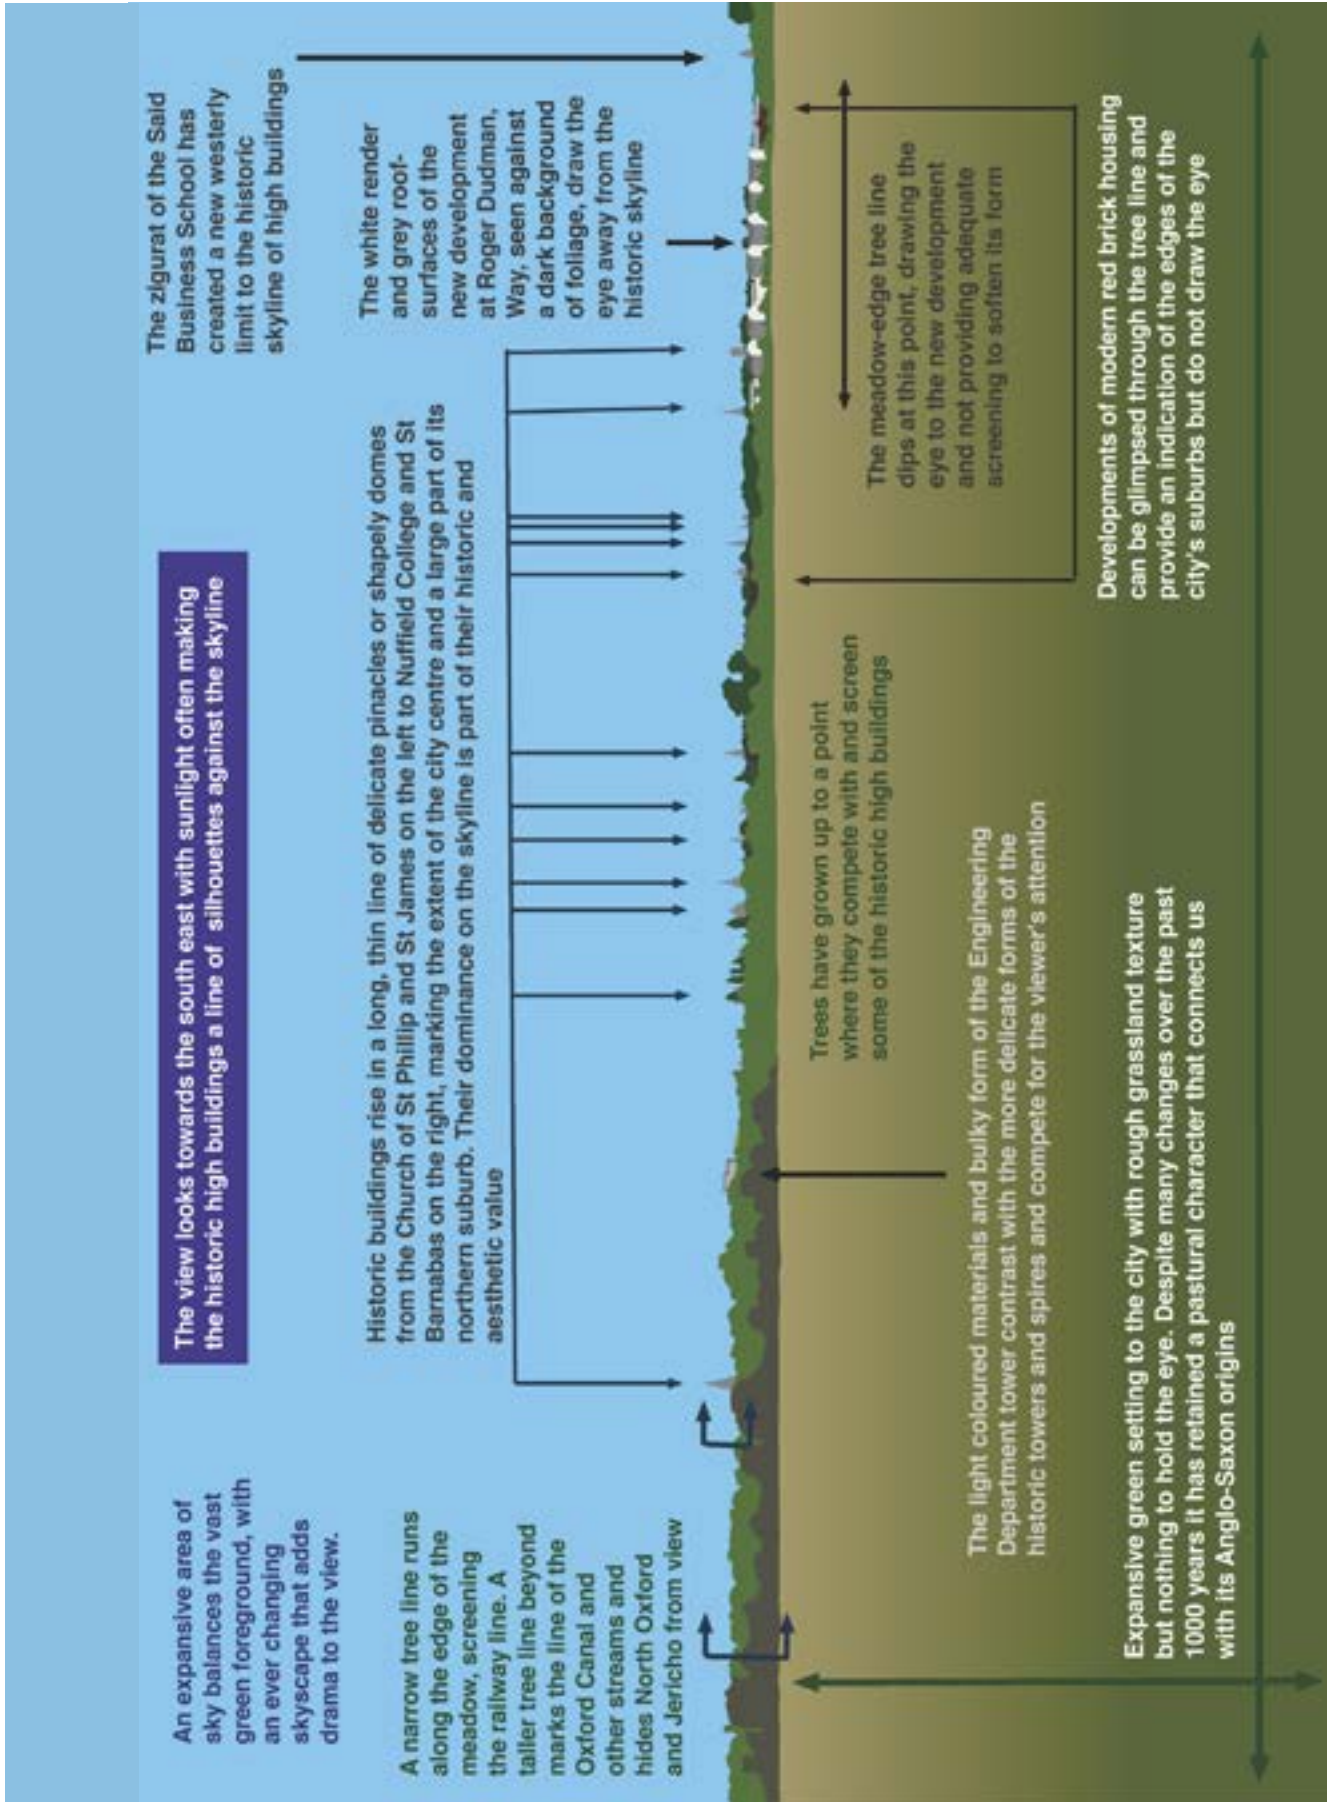 An expansive area of
sky balances the vast
green foreground, with
an ever changing
skyscape that adds
drama to the view.
The view looks towards the south east with sunlight often making
the historic high buildings a line of silhouettes against the skyline
The zigurat of the Said
Business School has
created a new westerly
limit to the historic
skyline of high buildings
A narrow tree line runs
along the edge of the
meadow, screening
the railway line. A
taller tree line beyond
marks the line of the
Oxford Canal and
other streams and
hides North Oxford
and Jericho from view
Historic buildings rise in a long, thin line of delicate pinacles or shapely domes
from the Church of St Phillip and St James on the left to Nuffield College and St
Barnabas on the right, marking the extent of the city centre and a large part of its
northern suburb. Their dominance on the skyline is part of their historic and
aesthetic value
The white render
and grey roof-
surfaces of the
new development
at Roger Dudman,
Way, seen against
a dark background
of foliage, draw the
eye away from the
historic skyline
Trees have grown up to a point
where they compete with and screen
some of the historic high buildings
The meadow-edge tree line
dips at this point, drawing the
eye to the new development
and not providing adequate
screening to soften its form
The light coloured materials and bulky form of the Engineering
Department tower contrast with the more delicate forms of the
historic towers and spires and compete for the viewer's attention
Expansive green setting to the city with rough grassland texture
but nothing to hold the eye. Despite many changes over the past
1000 years it has retained a pastural character that connects us
with its Anglo-Saxon origins
Developments of modern red brick housing
can be glimpsed through the tree line and
provide an indication of the edges of the
city's suburbs but do not draw the eye